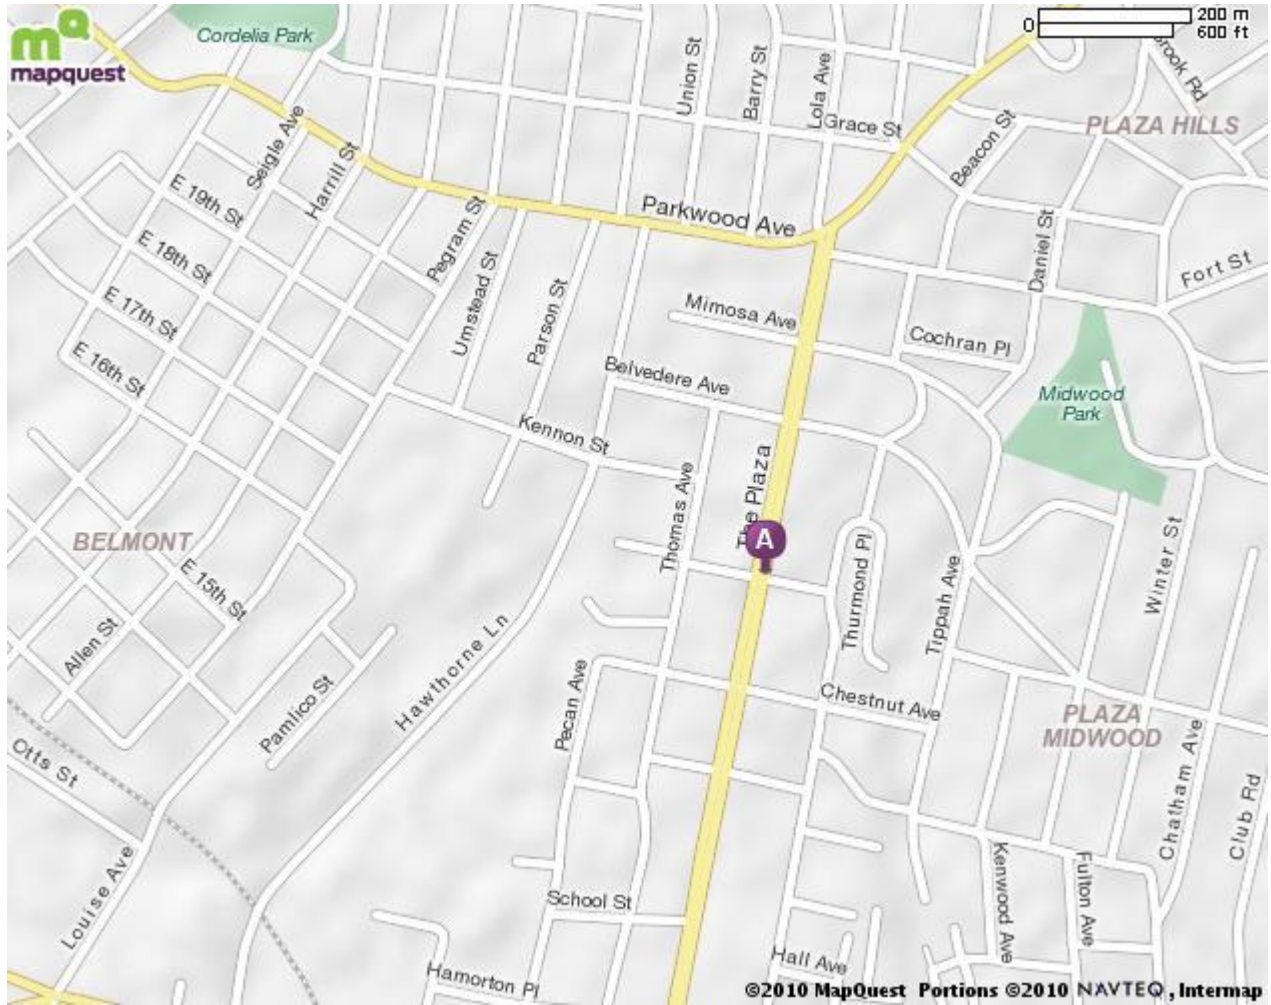 mapquest
Cordelia Park
0
200 m
600 ft
Union St
Barry St
Lola Ave
Grace St
Brook Rd
PLAZA HILLS
Beacon St
Seigle Ave
Harrill St
E 19th St
Parkwood Ave
Pegram St
Daniel St
Fort St
E 18th St
Umstead St
Parson St
E 17th St
Mimosa Ave
Cochran Pl
E 16th St
Belvedere Ave
Midwood
Park
Kennon St
The Plaza
Thomas Ave
A
BELMONT
E 15th St
Thurmond Pl
Tippah Ave
Winter St
Allen St
Hawthorne Ln
Pamlico St
Pecan Ave
Chestnut Ave
PLAZA
MIDWOOD
Otts St
Chatham Ave
Club Rd
Louise Ave
School St
Kenwood Ave
Fulton Ave
Hall Ave
Hamorton Pl
©2010 MapQuest Portions ©2010 NAVTEQ, Intermap